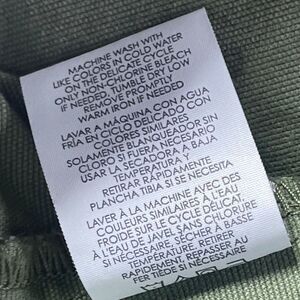 MACHINE WASH WITH
LIKE COLORS IN COLD WATER
ON THE DELICATE CYCLE
ONLY NON-CHLORINE BLEACH
IF NEEDED, TUMBLE DRY LOW
REMOVE PROMPTLY
WARM IRON IF NEEDED
LAVAR A MÁQUINA CON AGUA
FRÍA EN CICLO DELICADO CON
COLORES SIMILARES
SOLAMENTE BLANQUEADOR SIN
CLORO SI FUERA NECESARIO
USAR LA SECADORA A BAJA
TEMPERATURA Y
RETIRAR RAPIDAMENTE
PLANCHA TIBIA SI SE NECESITA
LAVER À LA MACHINE AVEC DES
COULEURS SIMILAIRES À L'EAU
FROIDE SUR LE CYCLE DÉLICAT
À L'EAU DE JAVEL SANS CHLORURE
SI NÉCESSAIRE, SÉCHER À BASSE
TEMPÉRATURE, RETIRER AU
RAPIDEMENT REPASSER AU
FER TIÈDE SI NÉCESSAIRE